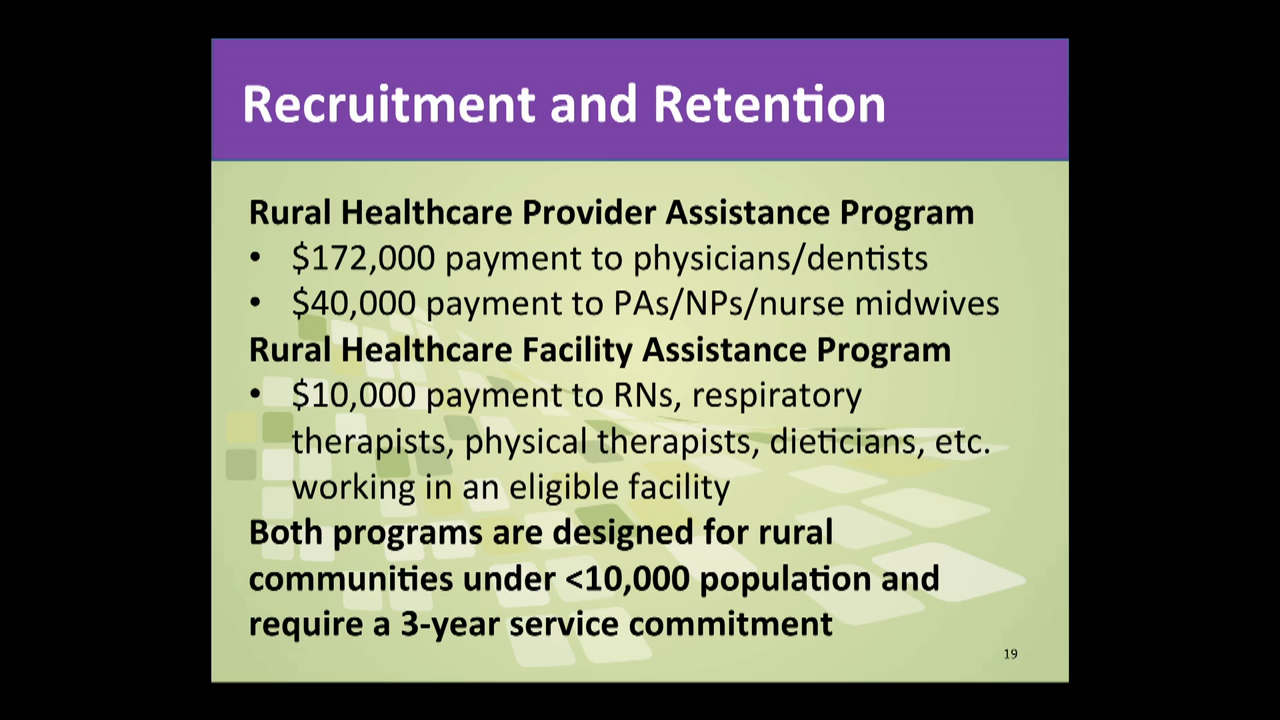 Recruitment and Retention
Rural Healthcare Provider Assistance Program
• $172,000 payment to physicians/dentists
• $40,000 payment to PAs/NPs/nurse midwives
Rural Healthcare Facility Assistance Program
• $10,000 payment to RNs, respiratory
therapists, physical therapists, dieticians, etc.
working in an eligible facility
Both programs are designed for rural
communities under <10,000 population and
require a 3-year service commitment
19